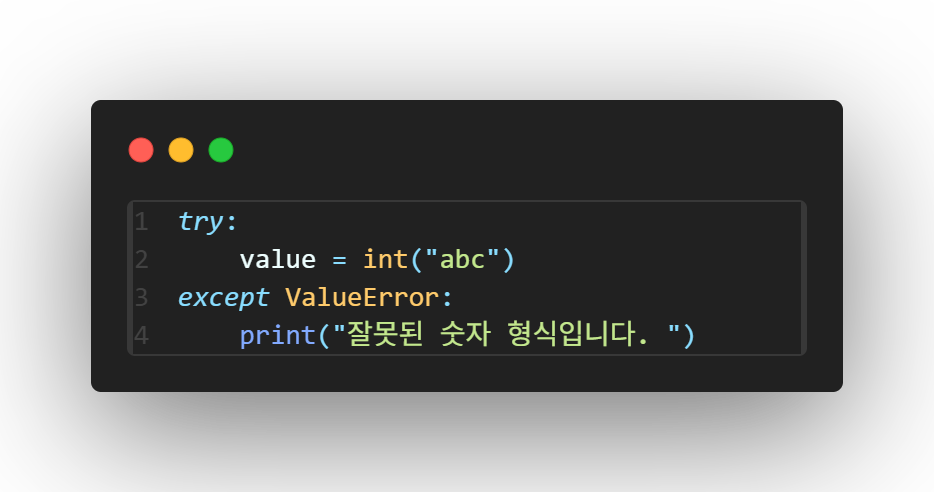 1 try:
2     value = int("abc")
3 except ValueError:
4     print("잘못된 숫자 형식입니다. ")